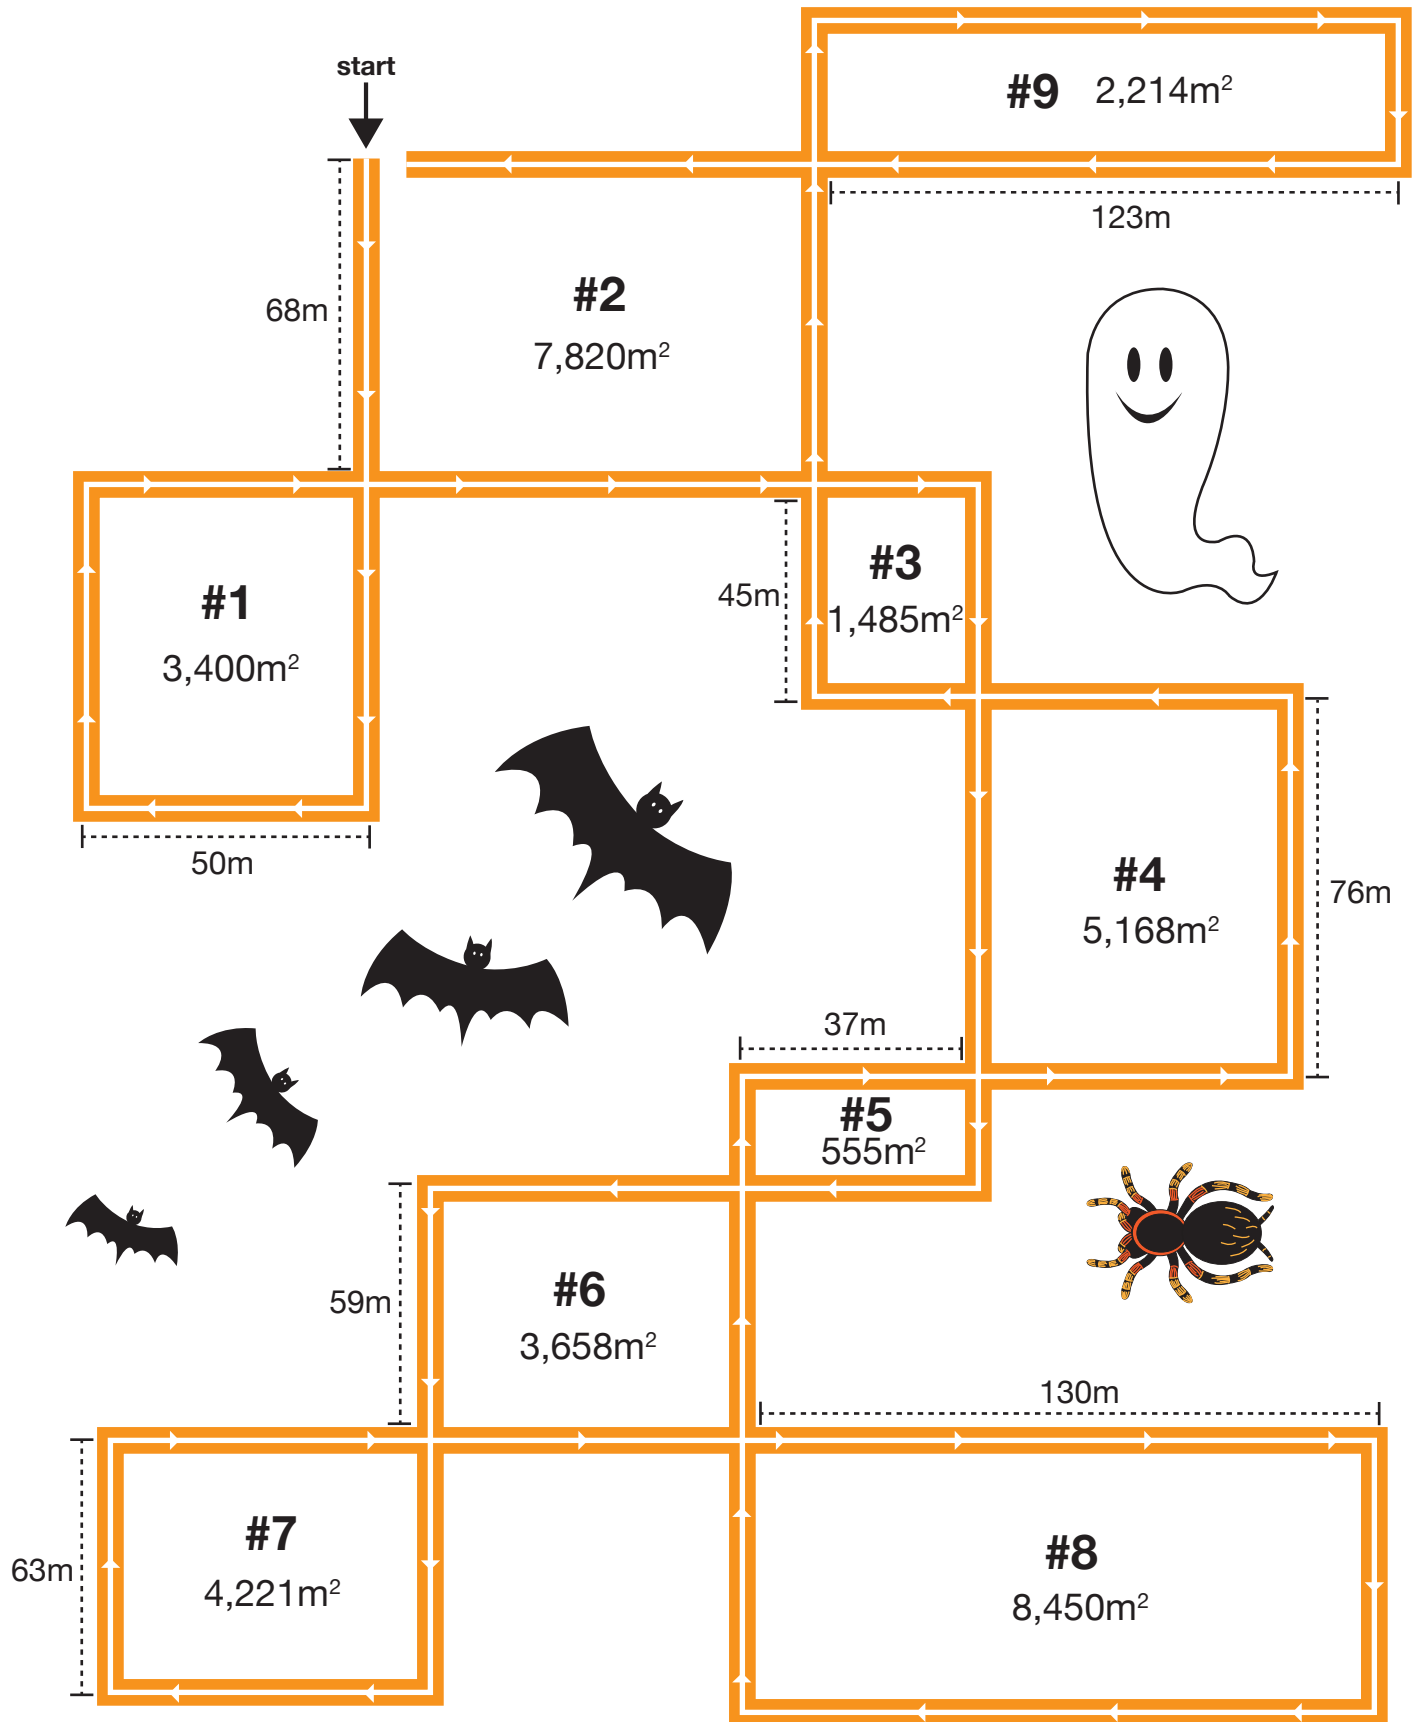 #9 2,214m²
start
123m
68m
#2
7,820m²
#3
45m
1,485m²
#1
3,400m²
50m
#4
76m
5,168m²
37m
#5
555m²
59m
#6
3,658m²
130m
#7
63m
4,221m²
#8
8,450m²